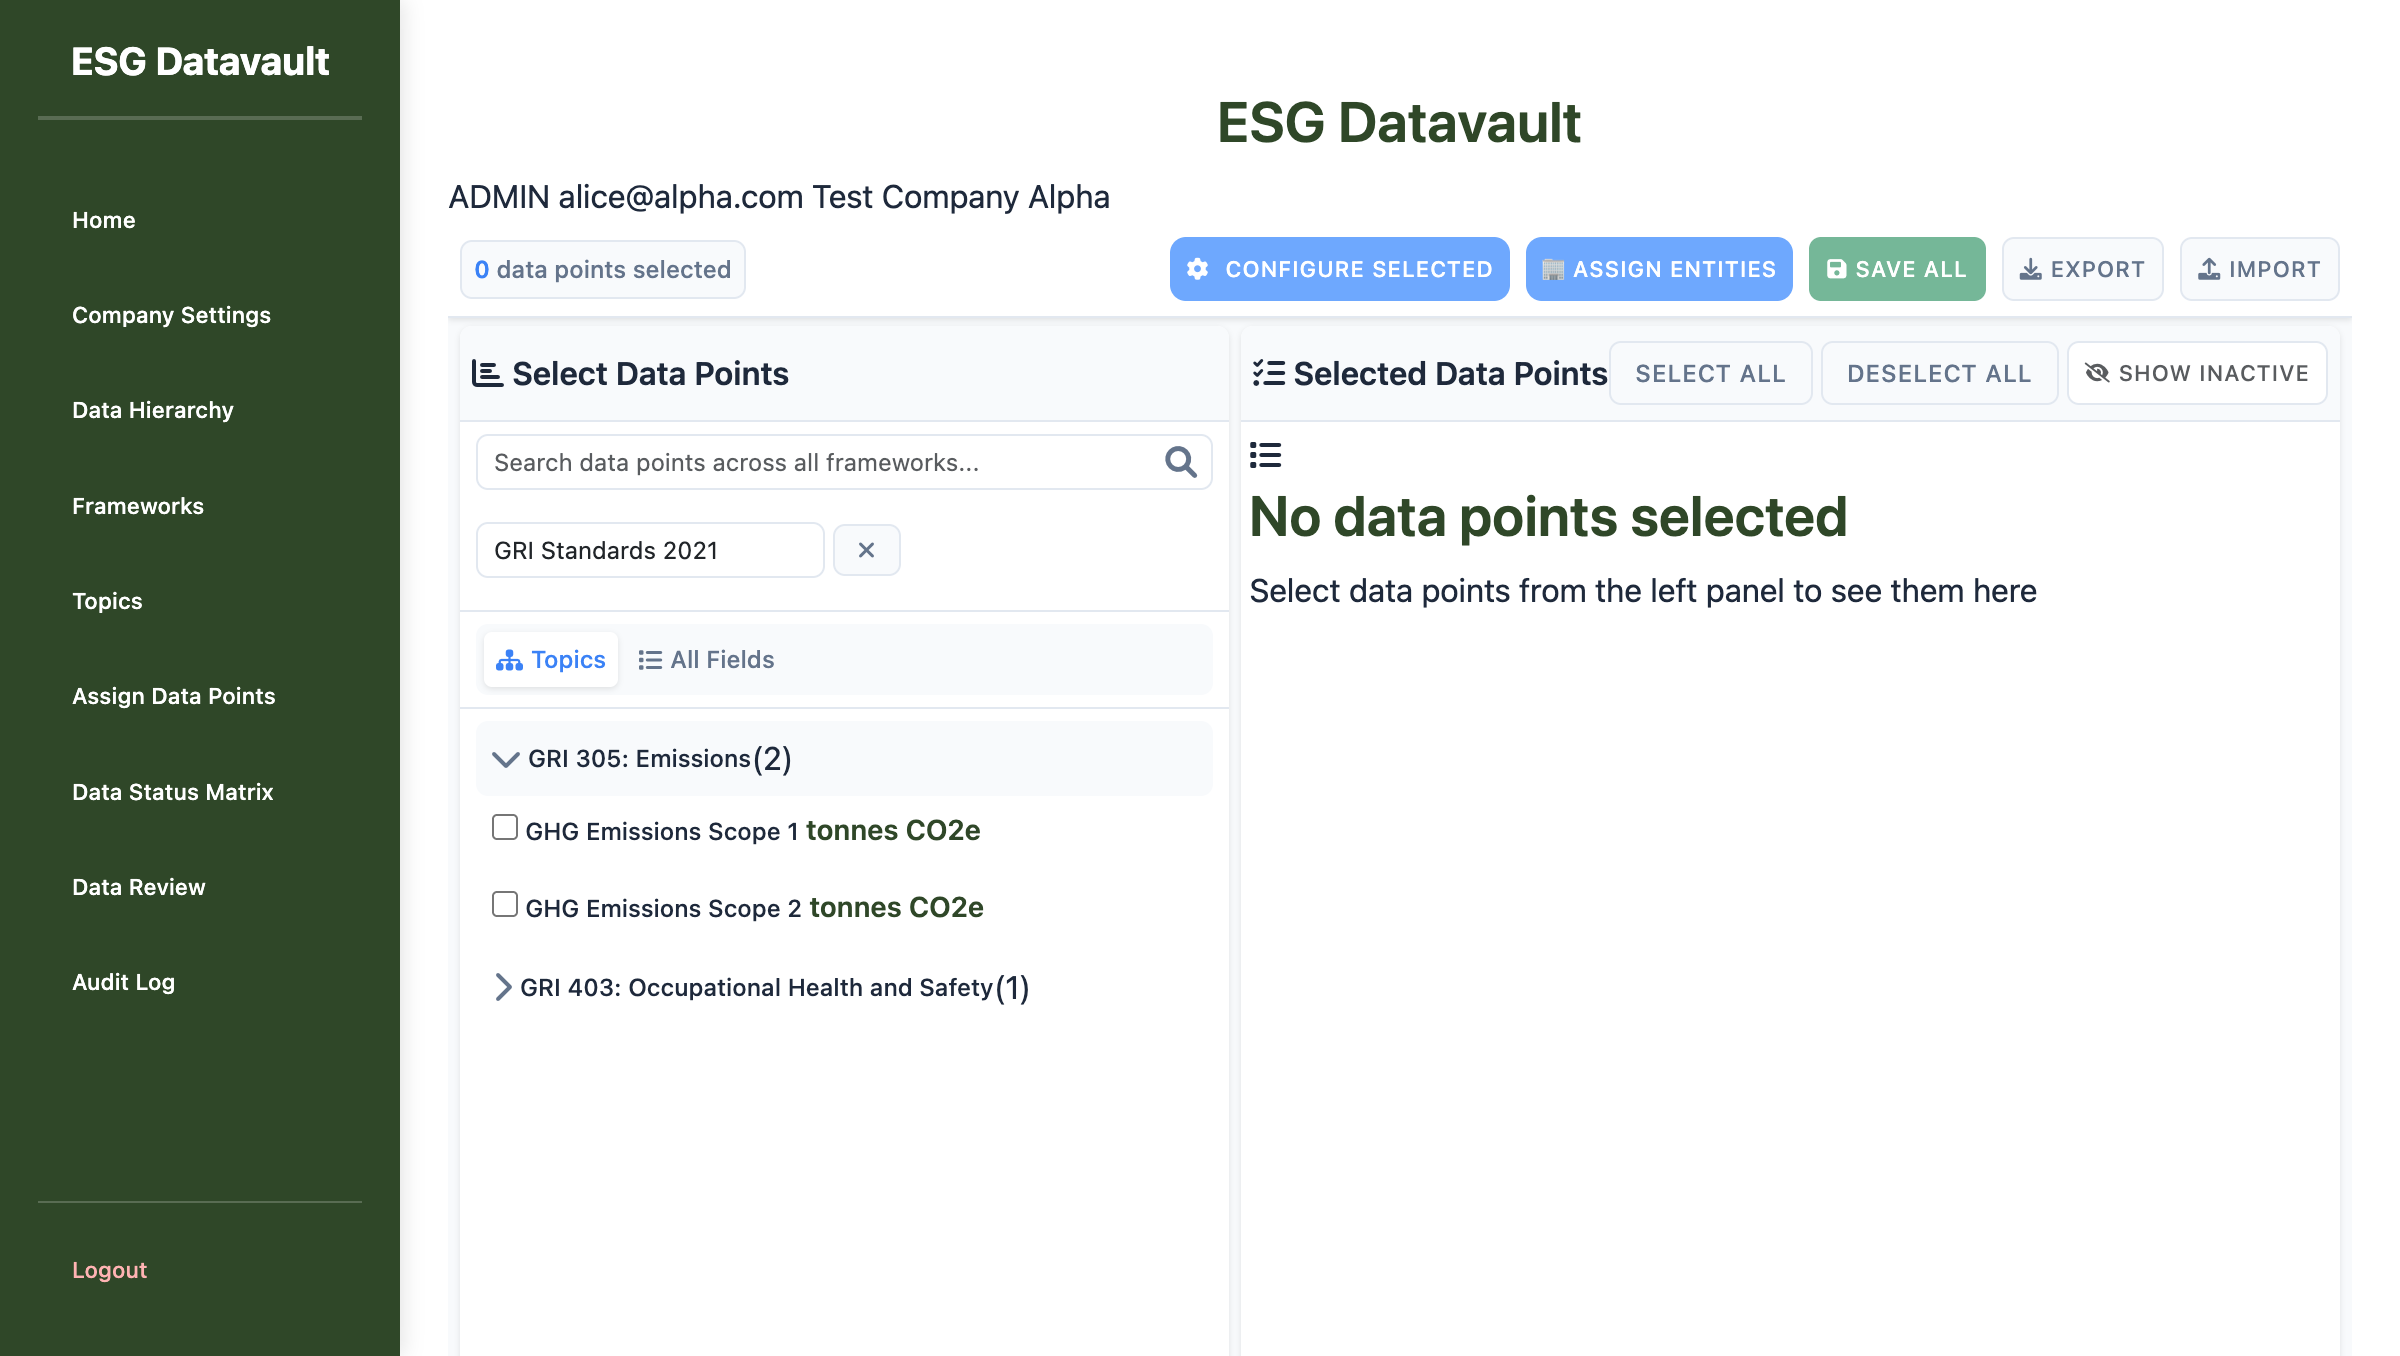 ESG Datavault
Home
Company Settings
Data Hierarchy
Frameworks
Topics
Assign Data Points
Data Status Matrix
Data Review
Audit Log
Logout
ESG Datavault
ADMIN alice@alpha.com Test Company Alpha
0 data points selected
CONFIGURE SELECTED
ASSIGN ENTITIES
SAVE ALL
EXPORT
IMPORT
Select Data Points
Search data points across all frameworks...
GRI Standards 2021
Topics
All Fields
GRI 305: Emissions(2)
GHG Emissions Scope 1 tonnes CO2e
GHG Emissions Scope 2 tonnes CO2e
GRI 403: Occupational Health and Safety(1)
Selected Data Points
SELECT ALL
DESELECT ALL
SHOW INACTIVE
No data points selected
Select data points from the left panel to see them here